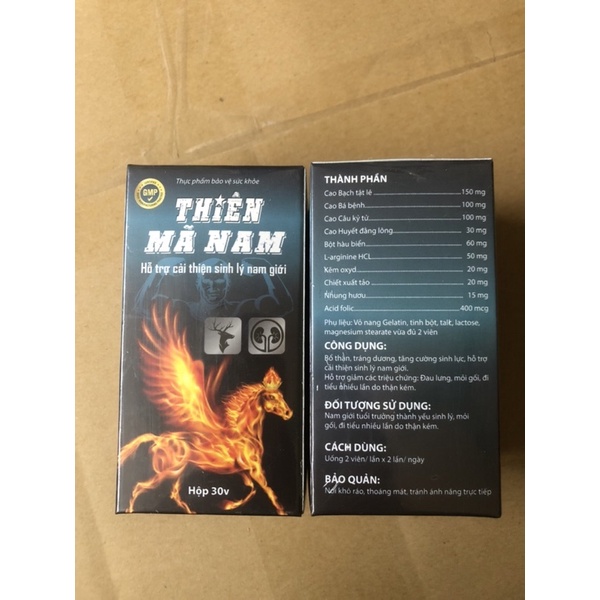 Thực phẩm bảo vệ sức khỏe
GMP
THIÊN
MÃ NAM
Hỗ trợ cải thiện sinh lý nam giới
Hộp 30v
THÀNH PHẦN
Cao Bạch tật lê 150 mg
Cao Bá bệnh 100 mg
Cao Câu kỷ tử 100 mg
Cao Huyết đằng lông 30 mg
Bột hàu biển 60 mg
L-arginine HCL 50 mg
Kẽm oxyd 20 mg
Chiết xuất tảo 20 mg
Nhung hươu 15 mg
Acid folic 400 mcg
Phụ liệu: Vỏ nang Gelatin, tinh bột, talt, lactose,
magnesium stearate vừa đủ 2 viên
CÔNG DỤNG:
Bổ thận, tráng dương, tăng cường sinh lực, hỗ trợ
cải thiện sinh lý nam giới.
Hỗ trợ giảm các triệu chứng: Đau lưng, mỏi gối, đi
tiểu nhiều lần do thận kém.
ĐỐI TƯỢNG SỬ DỤNG:
Nam giới tuổi trưởng thành yếu sinh lý, mỏi
gối, đi tiểu nhiều lần do thận kém.
CÁCH DÙNG:
Uống 2 viên/ lần x 2 lần/ ngày
BẢO QUẢN:
Nơi khô ráo, thoáng mát, tránh ánh nắng trực tiếp